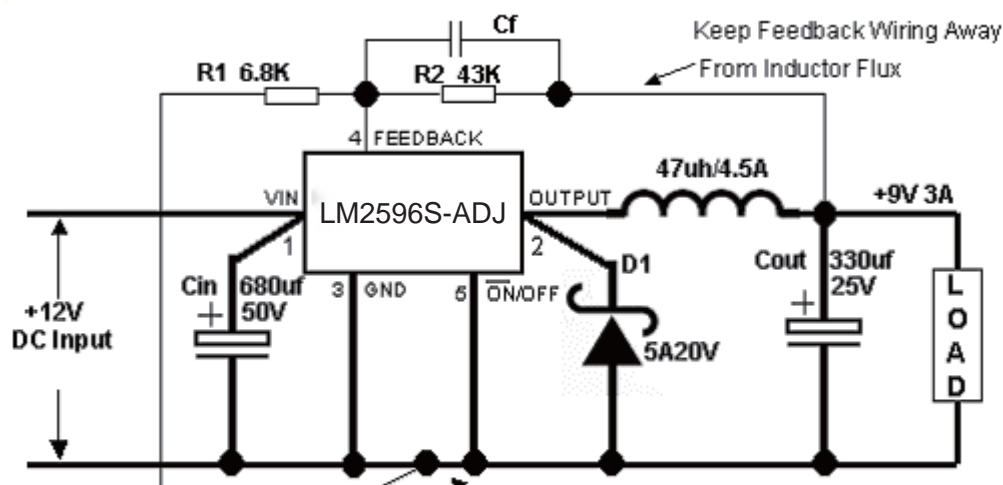 Cf
Keep Feedback Wiring Away
From Inductor Flux
R1 6.8K
R2 43K
4 FEEDBACK
47uh/4.5A
VIN
LM2596S-ADJ
OUTPUT
+9V 3A
1
2
D1
Cin
680uf
50V
+
3 GND
5 ON/OFF
Cout
330uf
25V
+
+12V
DC Input
5A20V
LOAD